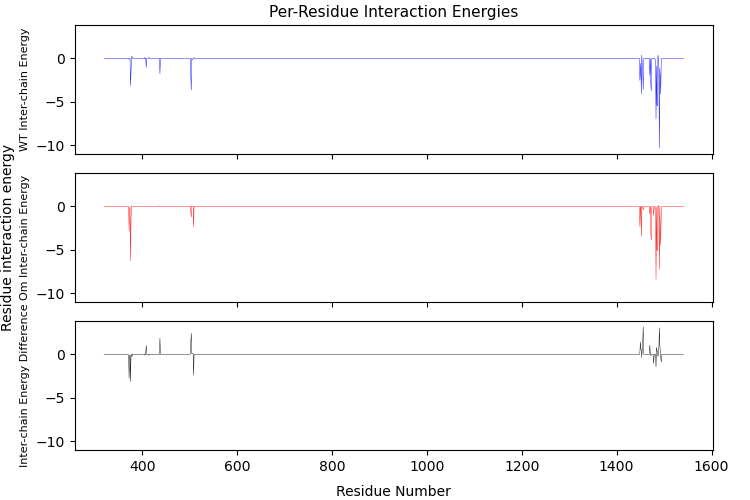 Per-Residue Interaction Energies
WT Inter-chain Energy
0
−5
−10
Residue interaction energy
Om Inter-chain Energy
0
−5
−10
Inter-chain Energy Difference
0
−5
−10
400
600
800
1000
1200
1400
1600
Residue Number